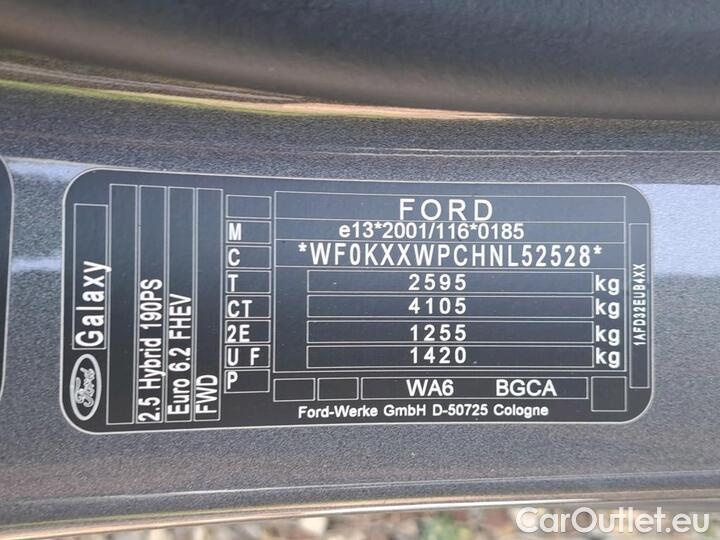 FORD
e13*2001/116*0185
*WF0KXXWPCHNL52528*
2595 kg
4105 kg
1255 kg
1420 kg
WA6 BGCA
Ford-Werke GmbH D-50725 Cologne
M
C
T
CT
2E
U F
P
Ford
Galaxy
2.5 Hybrid 190PS
Euro 6.2 FHEV
FWD
1AFD32EUB4XX
CarOutlet.eu